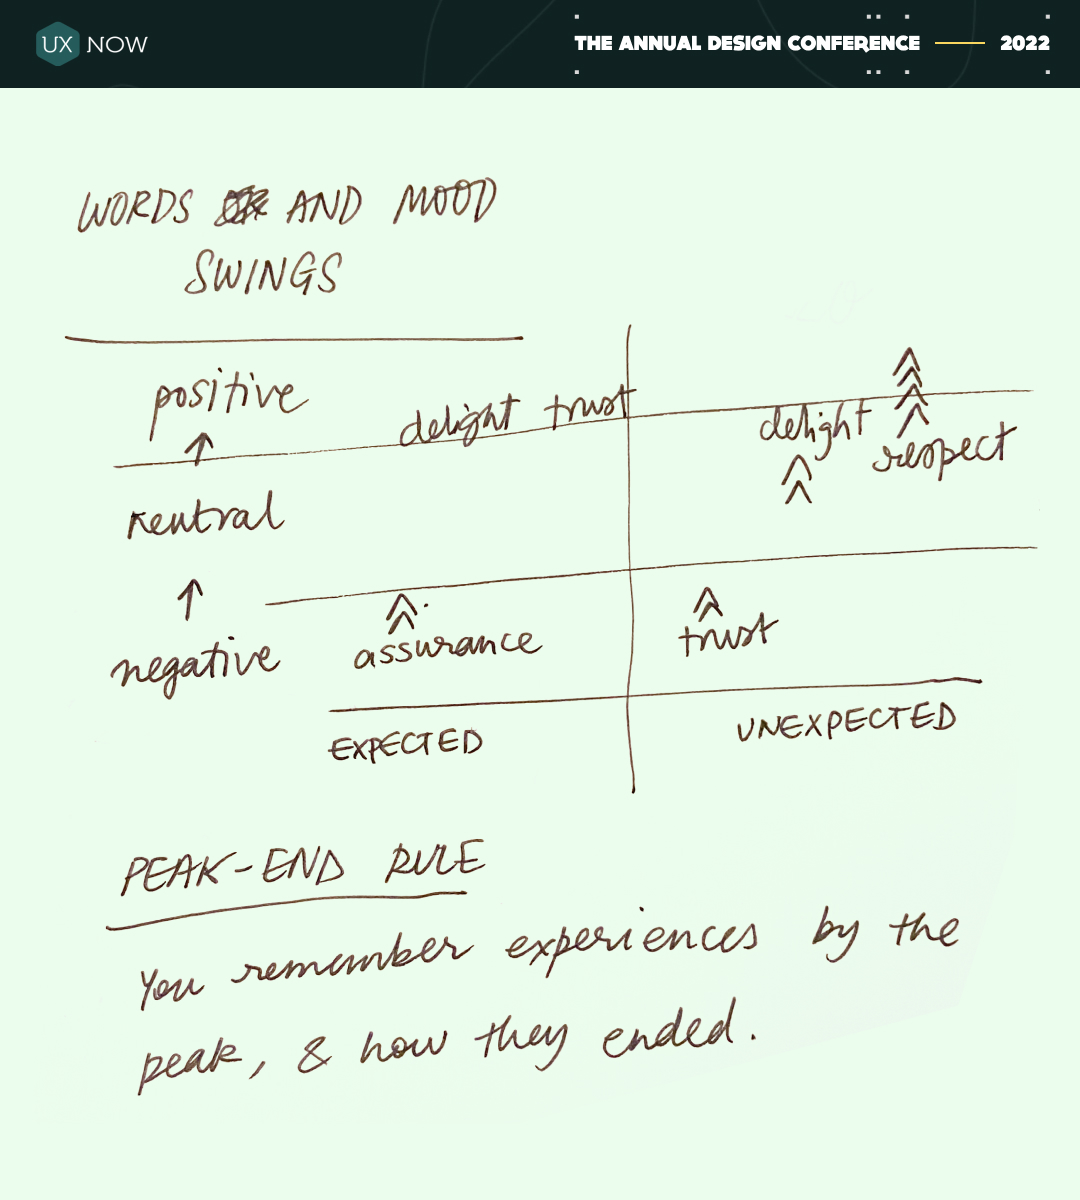 UX NOW
THE ANNUAL DESIGN CONFERENCE 2022
WORDS AND MOOD
SWINGS
positive
delight trust
delight
respect
neutral
negative
assurance
trust
EXPECTED
UNEXPECTED
PEAK-END RULE
You remember experiences by the
peak, & how they ended.